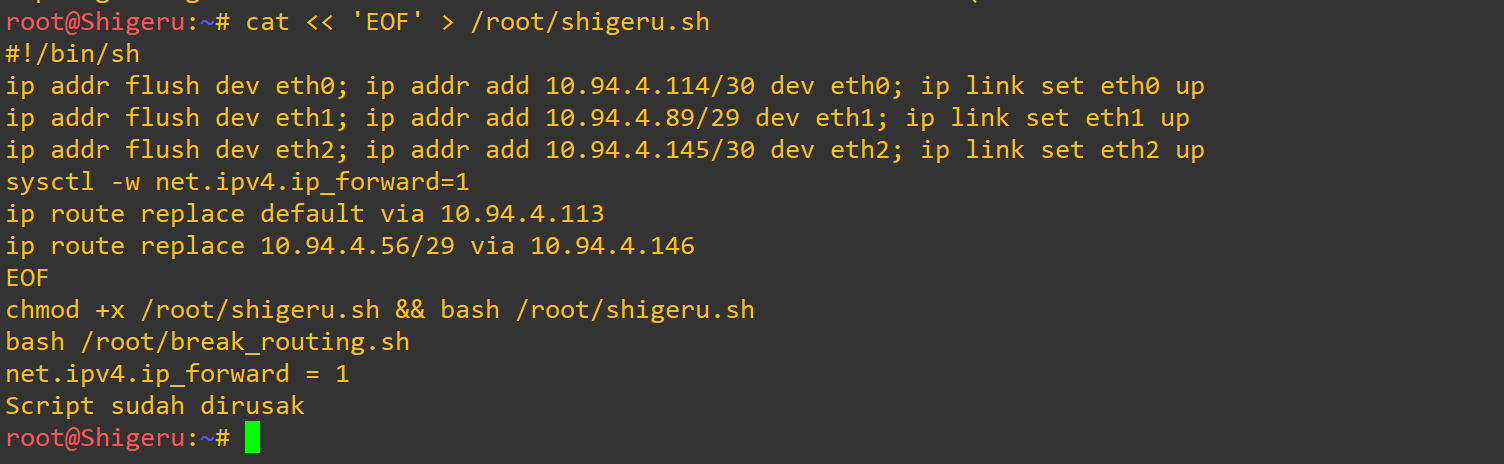 root@Shigeru:~# cat << 'EOF' > /root/shigeru.sh
#!/bin/sh
ip addr flush dev eth0; ip addr add 10.94.4.114/30 dev eth0; ip link set eth0 up
ip addr flush dev eth1; ip addr add 10.94.4.89/29 dev eth1; ip link set eth1 up
ip addr flush dev eth2; ip addr add 10.94.4.145/30 dev eth2; ip link set eth2 up
sysctl -w net.ipv4.ip_forward=1
ip route replace default via 10.94.4.113
ip route replace 10.94.4.56/29 via 10.94.4.146
EOF
chmod +x /root/shigeru.sh && bash /root/shigeru.sh
bash /root/break_routing.sh
net.ipv4.ip_forward = 1
Script sudah dirusak
root@Shigeru:~#